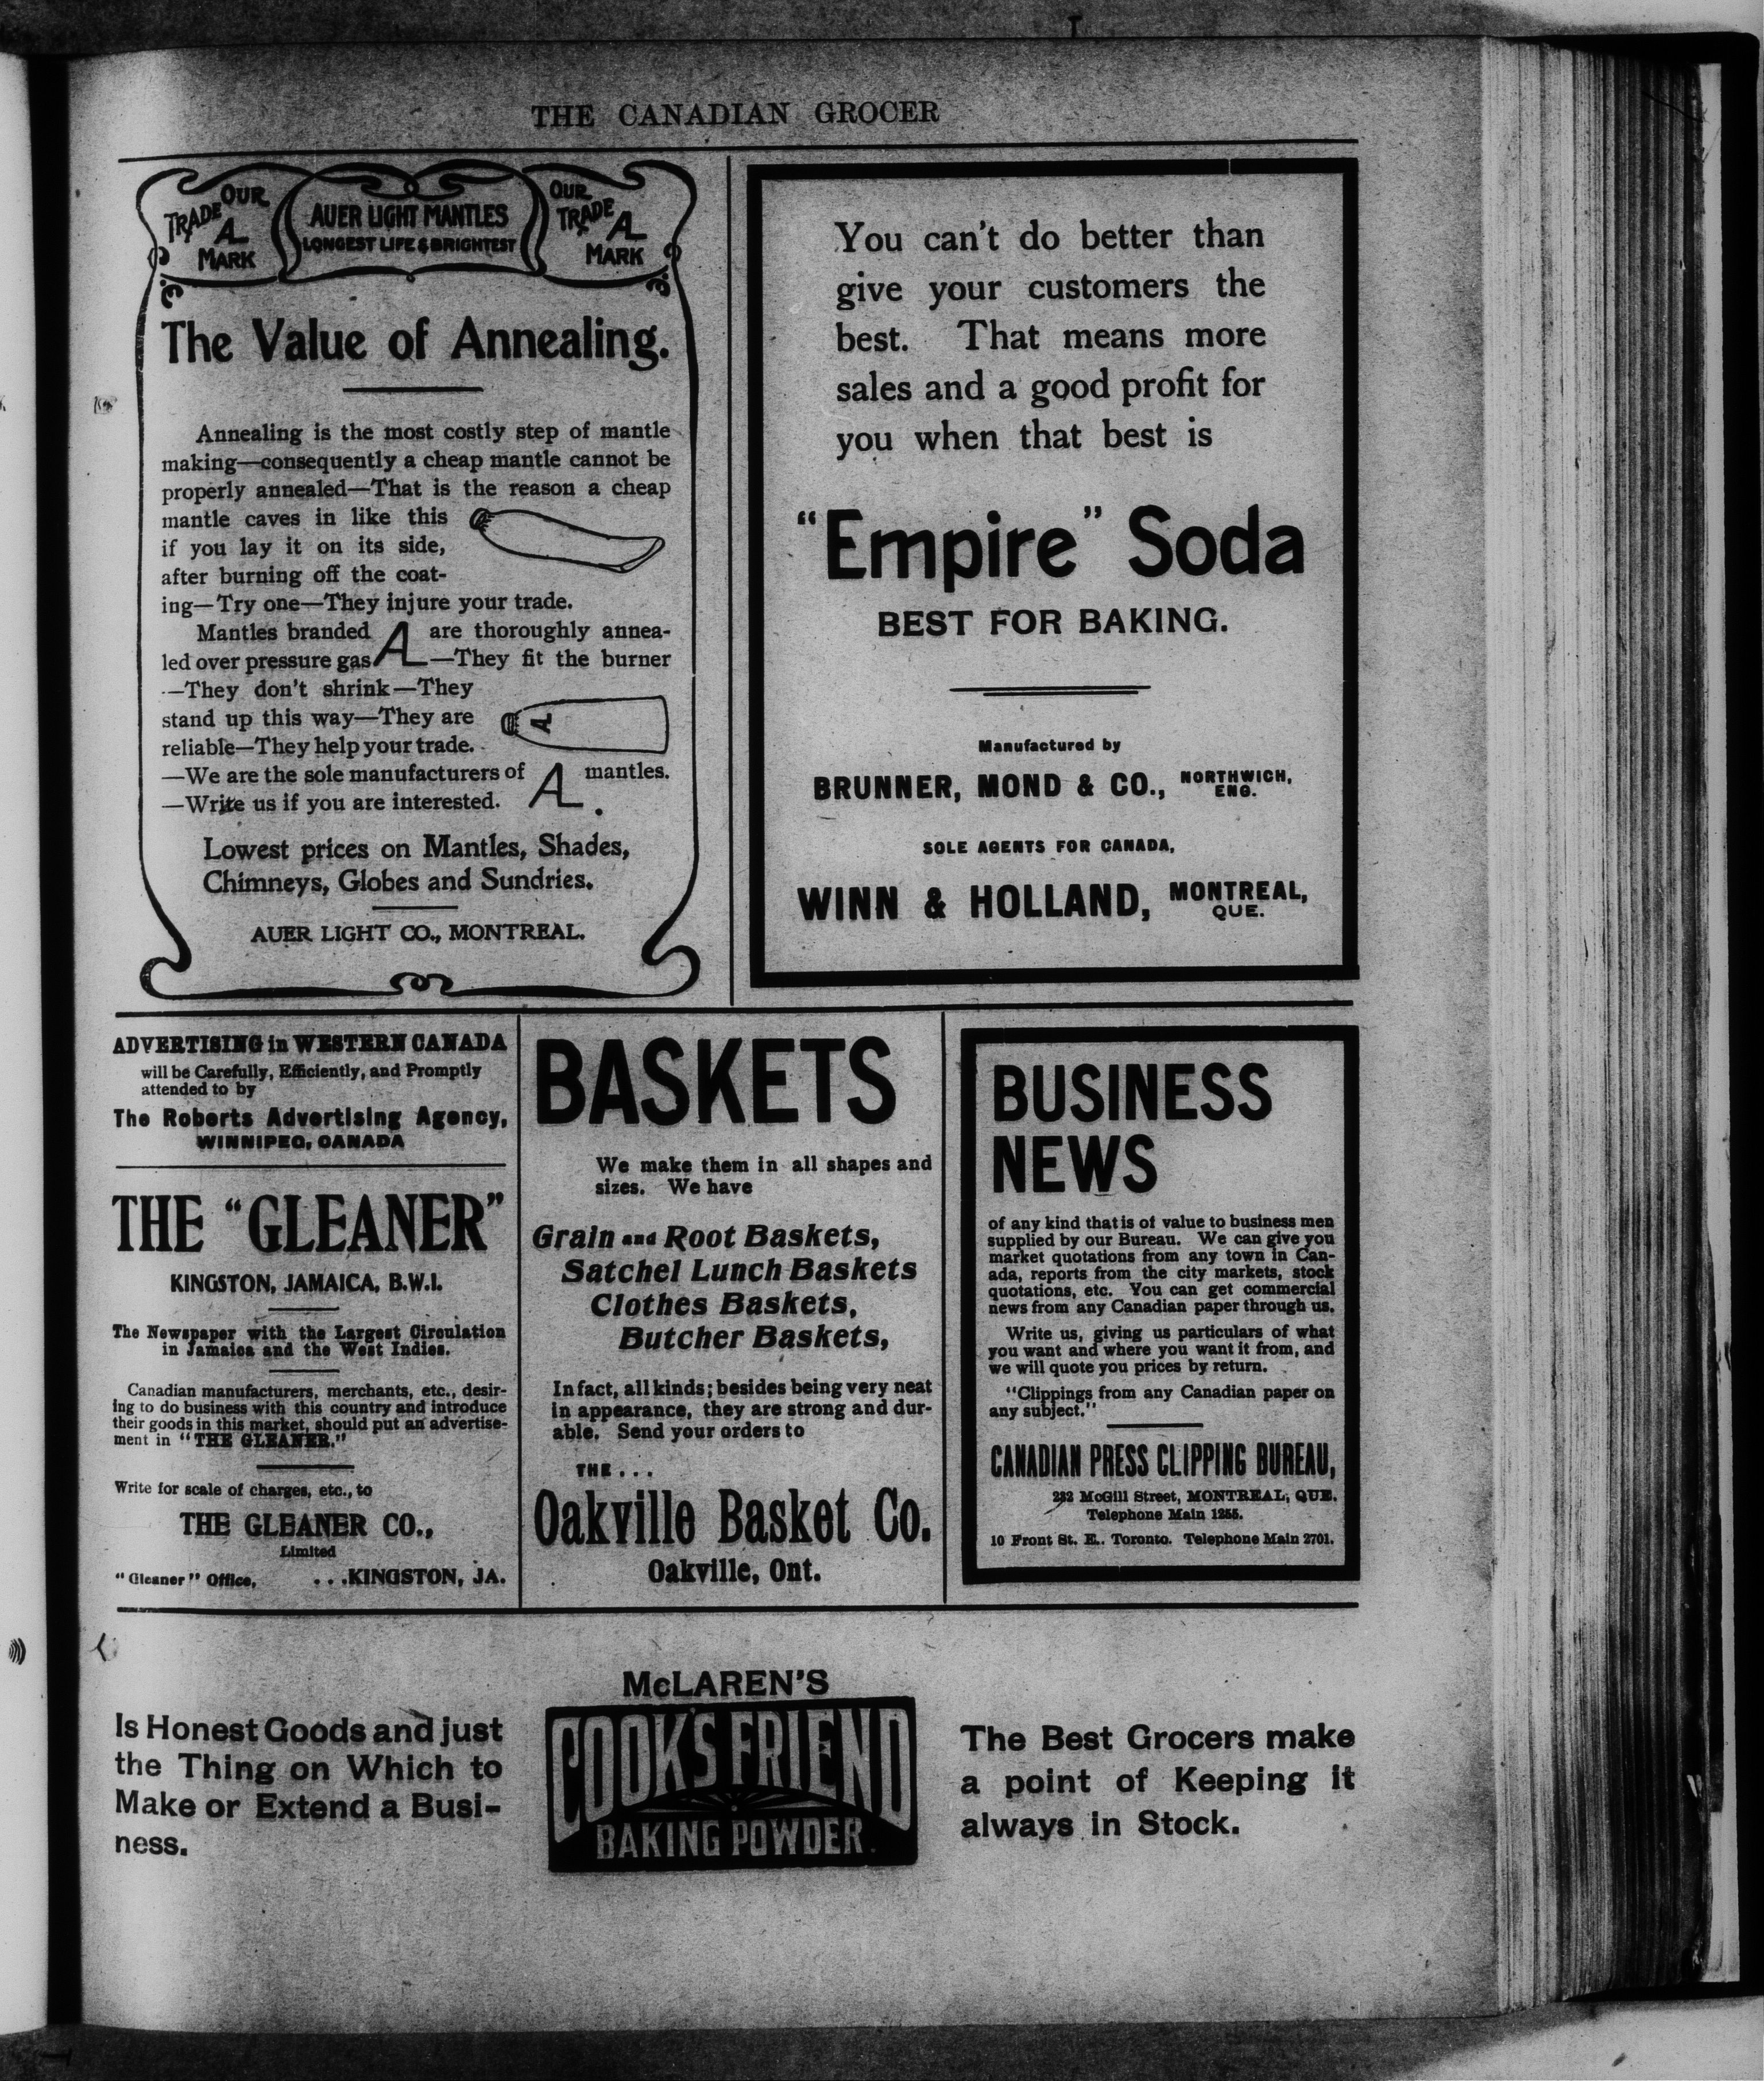 THE CANADIAN GROCER
OUR
TRADE
A
MARK
AUER LIGHT MANTLES
LONGEST LIFE & BRIGHTEST
OUR
TRADE
A
MARK
The Value of Annealing.
Annealing is the most costly step of mantle
making—consequently a cheap mantle cannot be
properly annealed—That is the reason a cheap
mantle caves in like this
if you lay it on its side,
after burning off the coat-
ing—Try one—They injure your trade.
Mantles branded A are thoroughly annea-
led over pressure gas —They fit the burner
—They don't shrink—They
stand up this way—They are
reliable—They help your trade.
—We are the sole manufacturers of A mantles.
—Write us if you are interested.
Lowest prices on Mantles, Shades,
Chimneys, Globes and Sundries.
AUER LIGHT CO., MONTREAL.
You can't do better than
give your customers the
best. That means more
sales and a good profit for
you when that best is
"Empire" Soda
BEST FOR BAKING.
Manufactured by
BRUNNER, MOND & CO., NORTHWICH,
ENG.
SOLE AGENTS FOR CANADA,
WINN & HOLLAND, MONTREAL,
QUE.
ADVERTISING in WESTERN CANADA
will be Carefully, Efficiently, and Promptly
attended to by
The Roberts Advertising Agency,
WINNIPEG, CANADA
THE "GLEANER"
KINGSTON, JAMAICA, B.W.I.
The Newspaper with the Largest Circulation
in Jamaica and the West Indies.
Canadian manufacturers, merchants, etc., desir-
ing to do business with this country and introduce
their goods in this market, should put an advertise-
ment in "THE GLEANER."
Write for scale of charges, etc., to
THE GLEANER CO.,
Limited
"Gleaner" Office, ...KINGSTON, JA.
BASKETS
We make them in all shapes and
sizes. We have
Grain and Root Baskets,
Satchel Lunch Baskets
Clothes Baskets,
Butcher Baskets,
In fact, all kinds; besides being very neat
in appearance, they are strong and dur-
able. Send your orders to
THE...
Oakville Basket Co.
Oakville, Ont.
BUSINESS
NEWS
of any kind that is of value to business men
supplied by our Bureau. We can give you
market quotations from any town in Can-
ada, reports from the city markets, stock
quotations, etc. You can get commercial
news from any Canadian paper through us.
Write us, giving us particulars of what
you want and where you want it from, and
we will quote you prices by return.
"Clippings from any Canadian paper on
any subject."
CANADIAN PRESS CLIPPING BUREAU,
232 McGill Street, MONTREAL, QUE.
Telephone Main 1255.
10 Front St. E., Toronto. Telephone Main 2701.
Is Honest Goods and just
the Thing on Which to
Make or Extend a Busi-
ness.
McLAREN'S
COOKS FRIEND
BAKING POWDER
The Best Grocers make
a point of Keeping it
always in Stock.